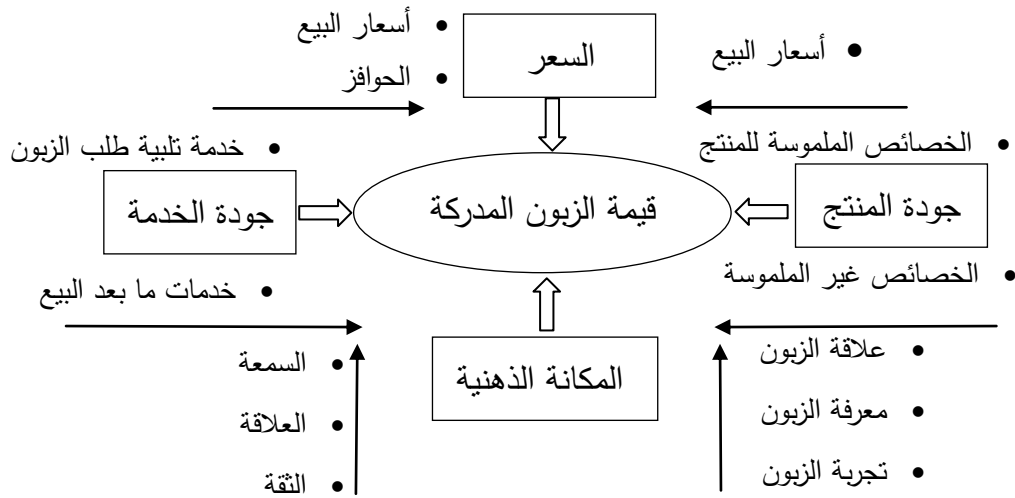 • أسعار البيع
السعر
• أسعار البيع
• الحوافز
• الخصائص الملموسة للمنتج
• خدمة تلبية طلب الزبون
جودة المنتج
قيمة الزبون المدركة
جودة الخدمة
• الخصائص غير الملموسة
• خدمات ما بعد البيع
• علاقة الزبون
المكانة الذهنية
• السمعة
• معرفة الزبون
• العلاقة
• تجربة الزبون
• الثقة